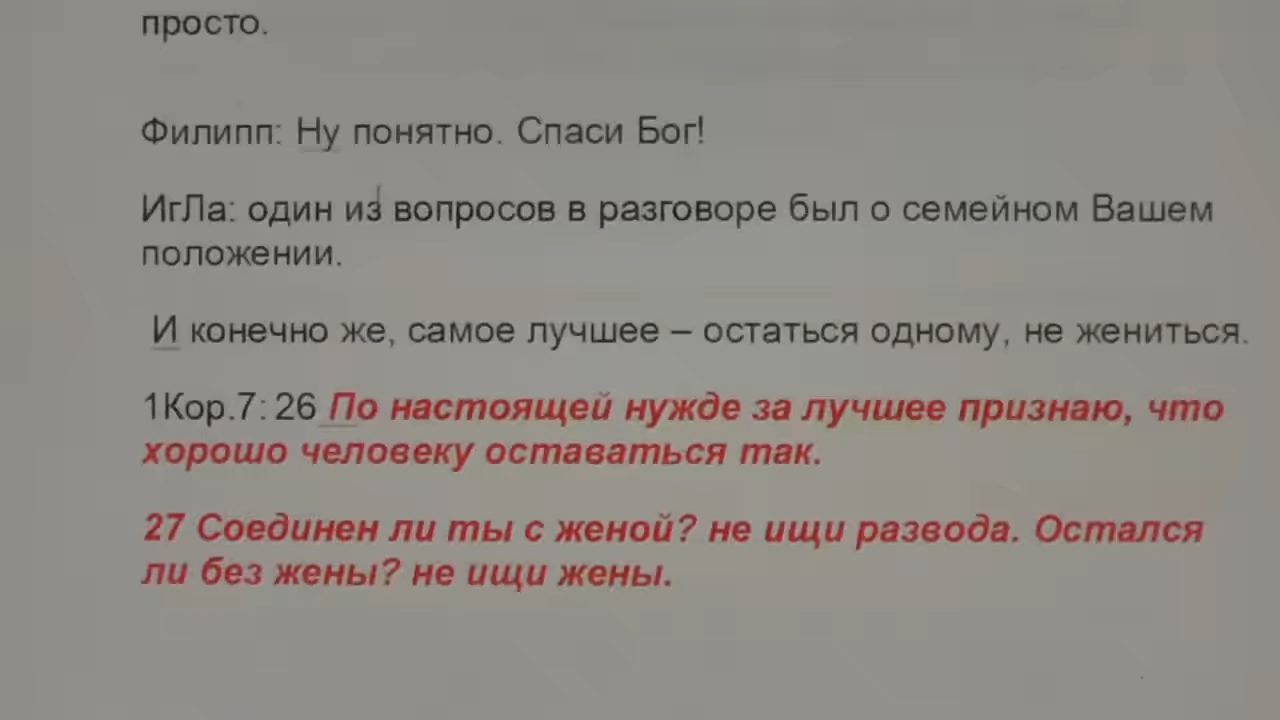 просто.
Филипп: Ну понятно. Спаси Бог!
ИгЛа: один из вопросов в разговоре был о семейном Вашем
положении.
И конечно же, самое лучшее – остаться одному, не жениться.
1Кор.7: 26 По настоящей нужде за лучшее признаю, что
хорошо человеку оставаться так.
27 Соединен ли ты с женой? не ищи развода. Остался
ли без жены? не ищи жены.